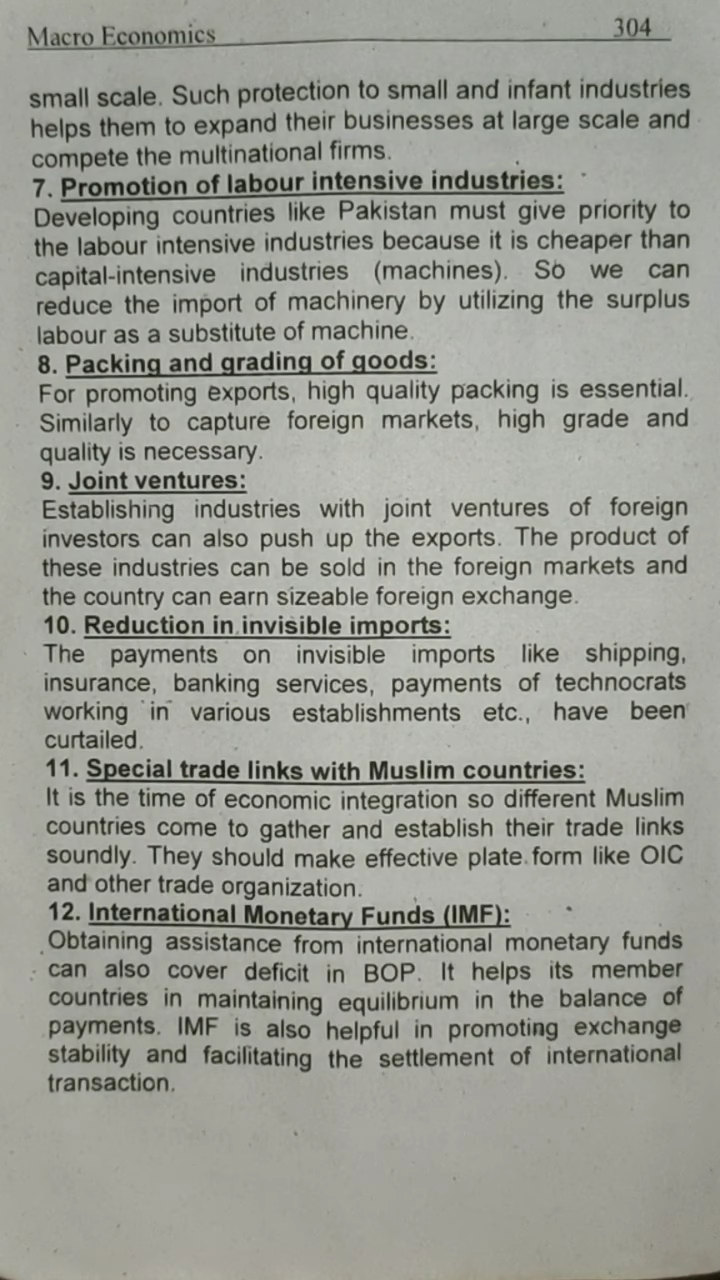 Macro Economics 304
small scale. Such protection to small and infant industries
helps them to expand their businesses at large scale and
compete the multinational firms.
7. Promotion of labour intensive industries:
Developing countries like Pakistan must give priority to
the labour intensive industries because it is cheaper than
capital-intensive industries (machines). So we can
reduce the import of machinery by utilizing the surplus
labour as a substitute of machine.
8. Packing and grading of goods:
For promoting exports, high quality packing is essential.
Similarly to capture foreign markets, high grade and
quality is necessary.
9. Joint ventures:
Establishing industries with joint ventures of foreign
investors can also push up the exports. The product of
these industries can be sold in the foreign markets and
the country can earn sizeable foreign exchange.
10. Reduction in invisible imports:
The payments on invisible imports like shipping,
insurance, banking services, payments of technocrats
working in various establishments etc., have been
curtailed.
11. Special trade links with Muslim countries:
It is the time of economic integration so different Muslim
countries come to gather and establish their trade links
soundly. They should make effective plate form like OIC
and other trade organization.
12. International Monetary Funds (IMF):
Obtaining assistance from international monetary funds
can also cover deficit in BOP. It helps its member
countries in maintaining equilibrium in the balance of
payments. IMF is also helpful in promoting exchange
stability and facilitating the settlement of international
transaction.